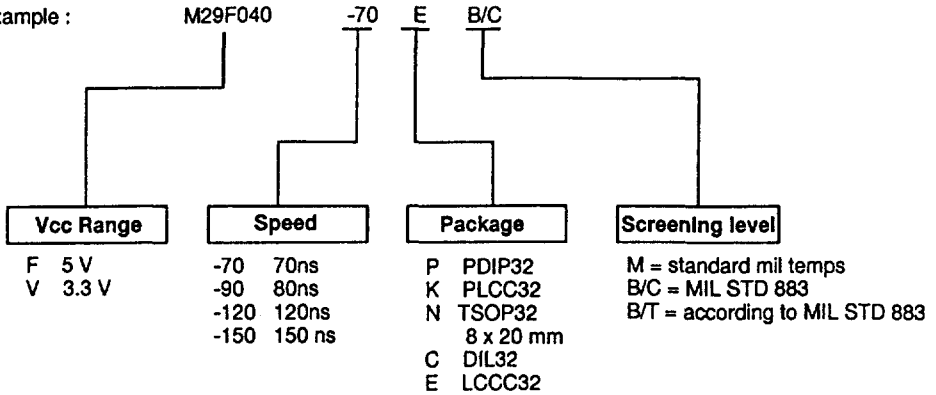 ample : M29F040 -70 E B/C
Vcc Range
F 5 V
V 3.3 V
Speed
-70 70ns
-90 80ns
-120 120ns
-150 150 ns
Package
P PDIP32
K PLCC32
N TSOP32
8 x 20 mm
C DIL32
E LCCC32
Screening level
M = standard mil temps
B/C = MIL STD 883
B/T = according to MIL STD 883